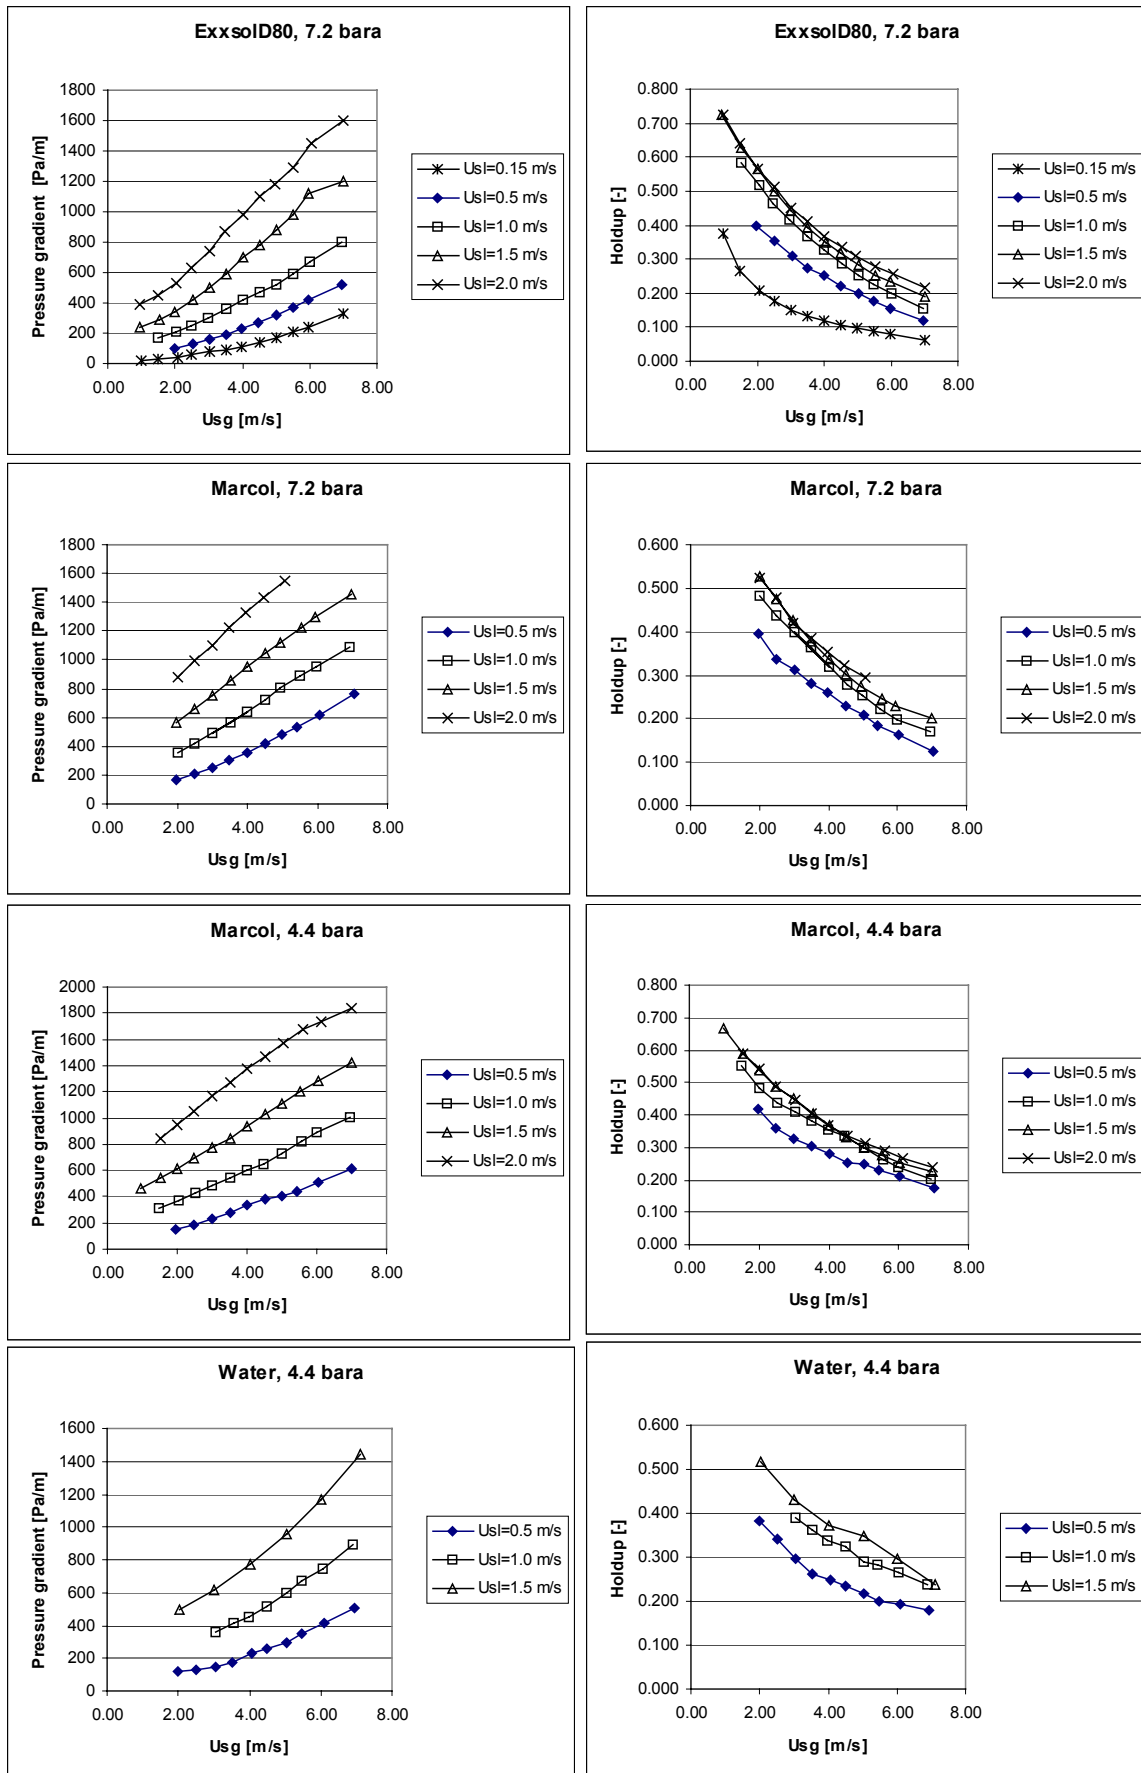 ExxsolD80, 7.2 bara
Pressure gradient [Pa/m]
1800
1600
1400
1200
1000
800
600
400
200
0
0.00 2.00 4.00 6.00 8.00
Usg [m/s]
Usl=0.15 m/s
Usl=0.5 m/s
Usl=1.0 m/s
Usl=1.5 m/s
Usl=2.0 m/s
ExxsolD80, 7.2 bara
Holdup [-]
0.800
0.700
0.600
0.500
0.400
0.300
0.200
0.100
0.000
0.00 2.00 4.00 6.00 8.00
Usg [m/s]
Usl=0.15 m/s
Usl=0.5 m/s
Usl=1.0 m/s
Usl=1.5 m/s
Usl=2.0 m/s
Marcol, 7.2 bara
Pressure gradient [Pa/m]
1800
1600
1400
1200
1000
800
600
400
200
0
0.00 2.00 4.00 6.00 8.00
Usg [m/s]
Usl=0.5 m/s
Usl=1.0 m/s
Usl=1.5 m/s
Usl=2.0 m/s
Marcol, 7.2 bara
Holdup [-]
0.600
0.500
0.400
0.300
0.200
0.100
0.000
0.00 2.00 4.00 6.00 8.00
Usg [m/s]
Usl=0.5 m/s
Usl=1.0 m/s
Usl=1.5 m/s
Usl=2.0 m/s
Marcol, 4.4 bara
Pressure gradient [Pa/m]
2000
1800
1600
1400
1200
1000
800
600
400
200
0
0.00 2.00 4.00 6.00 8.00
Usg [m/s]
Usl=0.5 m/s
Usl=1.0 m/s
Usl=1.5 m/s
Usl=2.0 m/s
Marcol, 4.4 bara
Holdup [-]
0.800
0.700
0.600
0.500
0.400
0.300
0.200
0.100
0.000
0.00 2.00 4.00 6.00 8.00
Usg [m/s]
Usl=0.5 m/s
Usl=1.0 m/s
Usl=1.5 m/s
Usl=2.0 m/s
Water, 4.4 bara
Pressure gradient [Pa/m]
1600
1400
1200
1000
800
600
400
200
0
0.00 2.00 4.00 6.00 8.00
Usg [m/s]
Usl=0.5 m/s
Usl=1.0 m/s
Usl=1.5 m/s
Water, 4.4 bara
Holdup [-]
0.600
0.500
0.400
0.300
0.200
0.100
0.000
0.00 2.00 4.00 6.00 8.00
Usg [m/s]
Usl=0.5 m/s
Usl=1.0 m/s
Usl=1.5 m/s